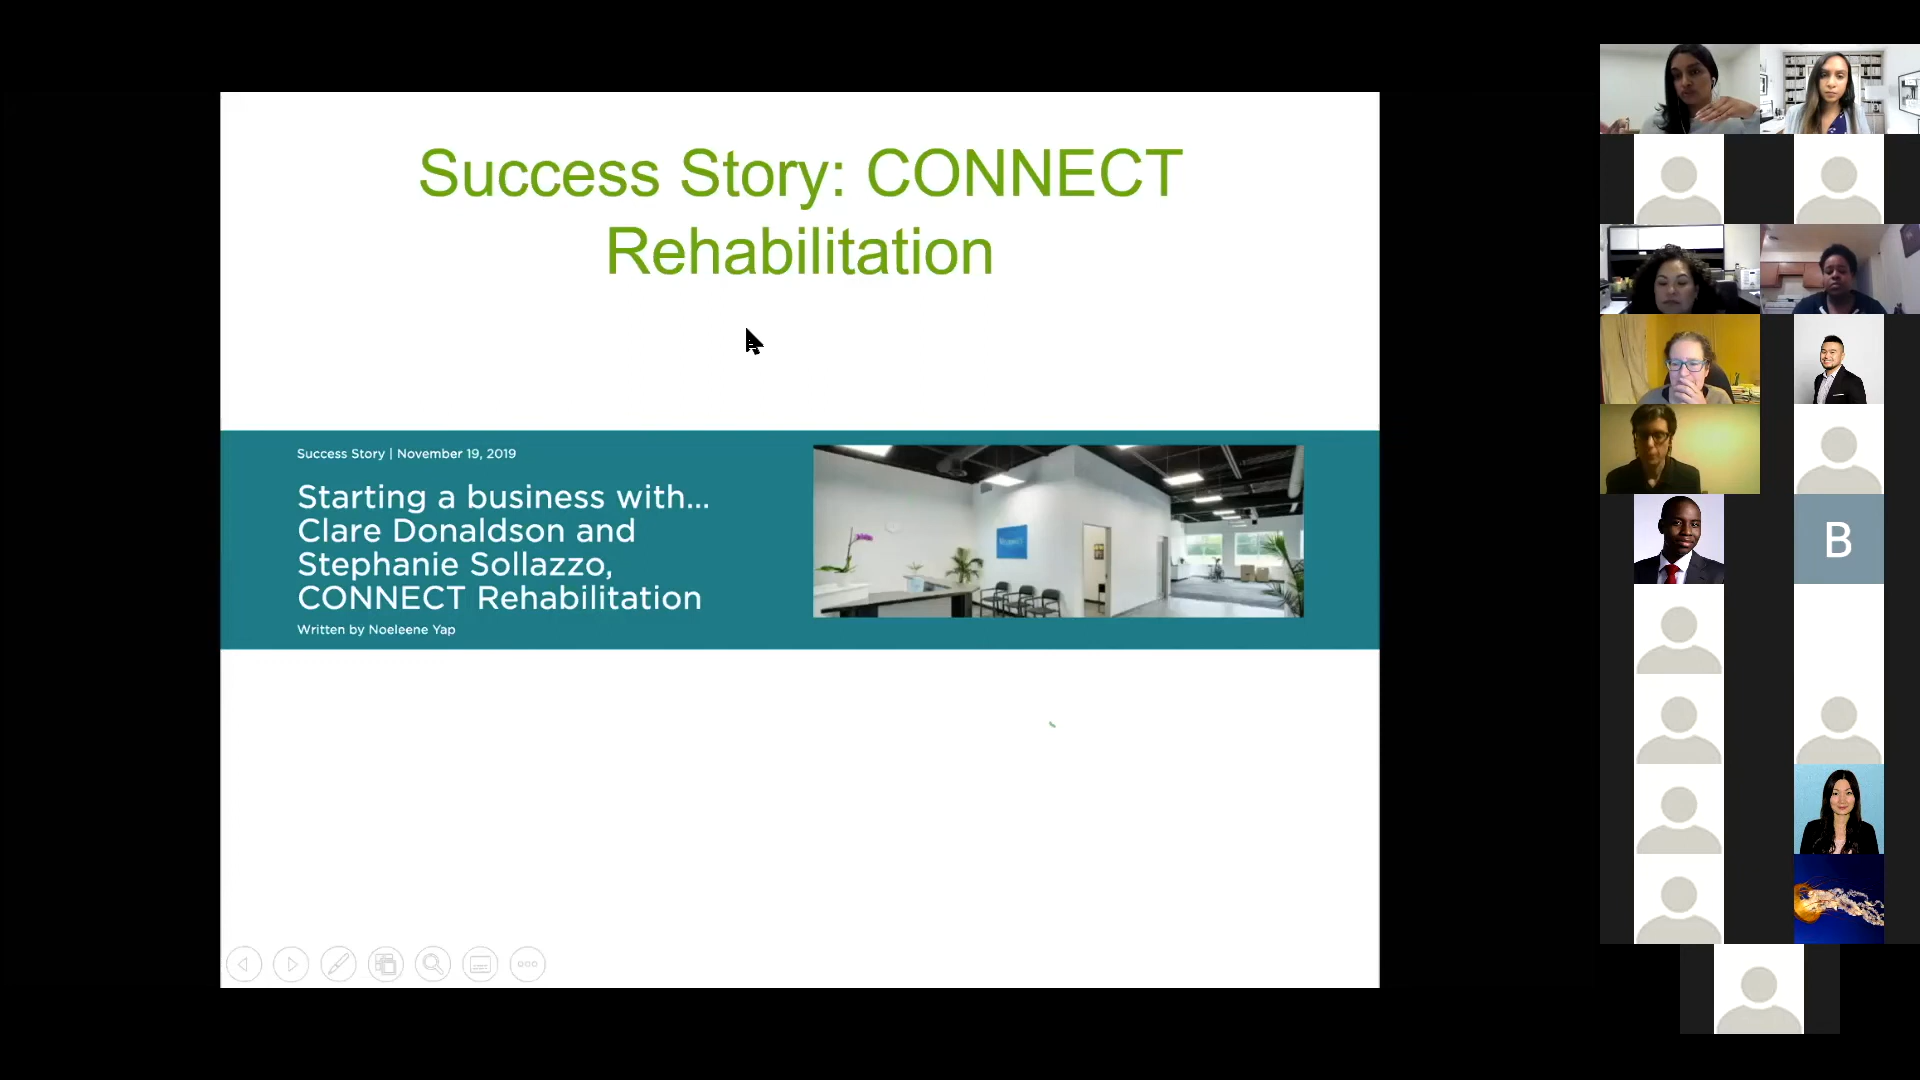 Success Story: CONNECT
Rehabilitation
Success Story | November 19, 2019
Starting a business with...
Clare Donaldson and
Stephanie Sollazzo,
CONNECT Rehabilitation
Written by Noeleene Yap
B